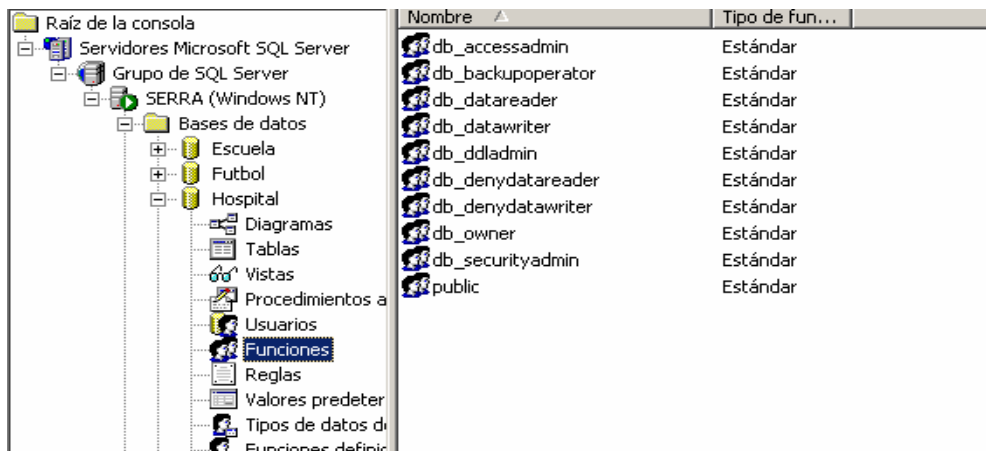 Raíz de la consola
Servidores Microsoft SQL Server
Grupo de SQL Server
SERRA (Windows NT)
Bases de datos
Escuela
Futbol
Hospital
Diagramas
Tablas
Vistas
Procedimientos a
Usuarios
Funciones
Reglas
Valores predeter
Tipos de datos de
Funciones definic
Nombre Tipo de fun...
db_accessadmin Estándar
db_backupoperator Estándar
db_datareader Estándar
db_datawriter Estándar
db_ddladmin Estándar
db_denydatareader Estándar
db_denydatawriter Estándar
db_owner Estándar
db_securityadmin Estándar
public Estándar